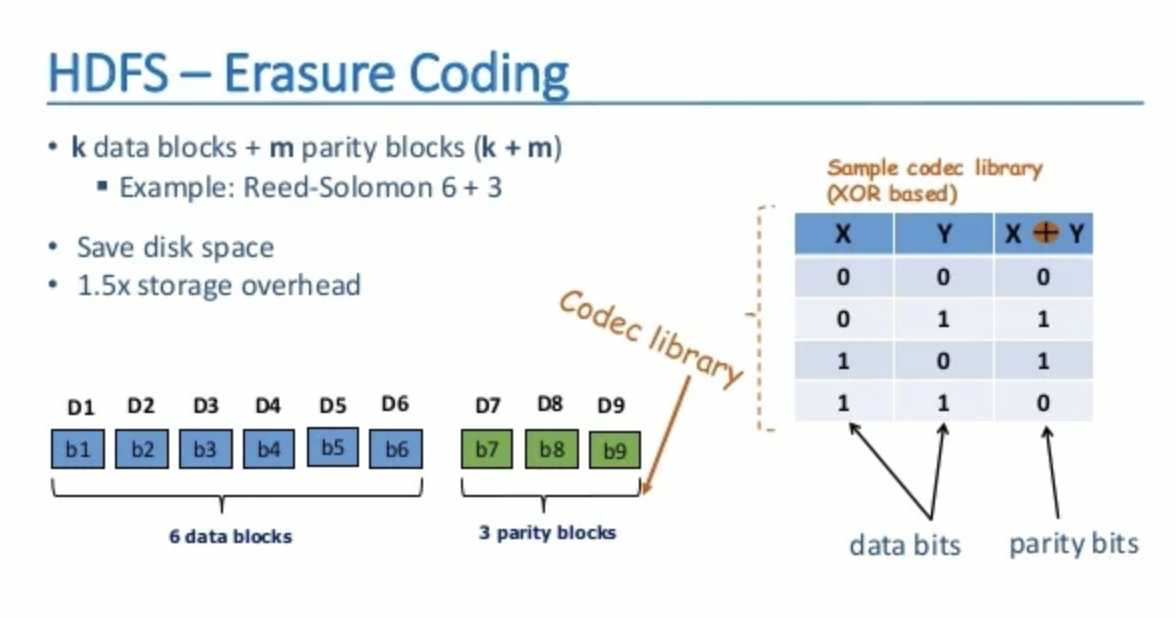 HDFS – Erasure Coding
• k data blocks + m parity blocks (k + m)
▪ Example: Reed-Solomon 6 + 3
• Save disk space
• 1.5x storage overhead
Codec library
D1 D2 D3 D4 D5 D6 D7 D8 D9
b1 b2 b3 b4 b5 b6 b7 b8 b9
6 data blocks 3 parity blocks
Sample codec library
(XOR based)
X Y X ⊕ Y
0 0 0
0 1 1
1 0 1
1 1 0
data bits parity bits